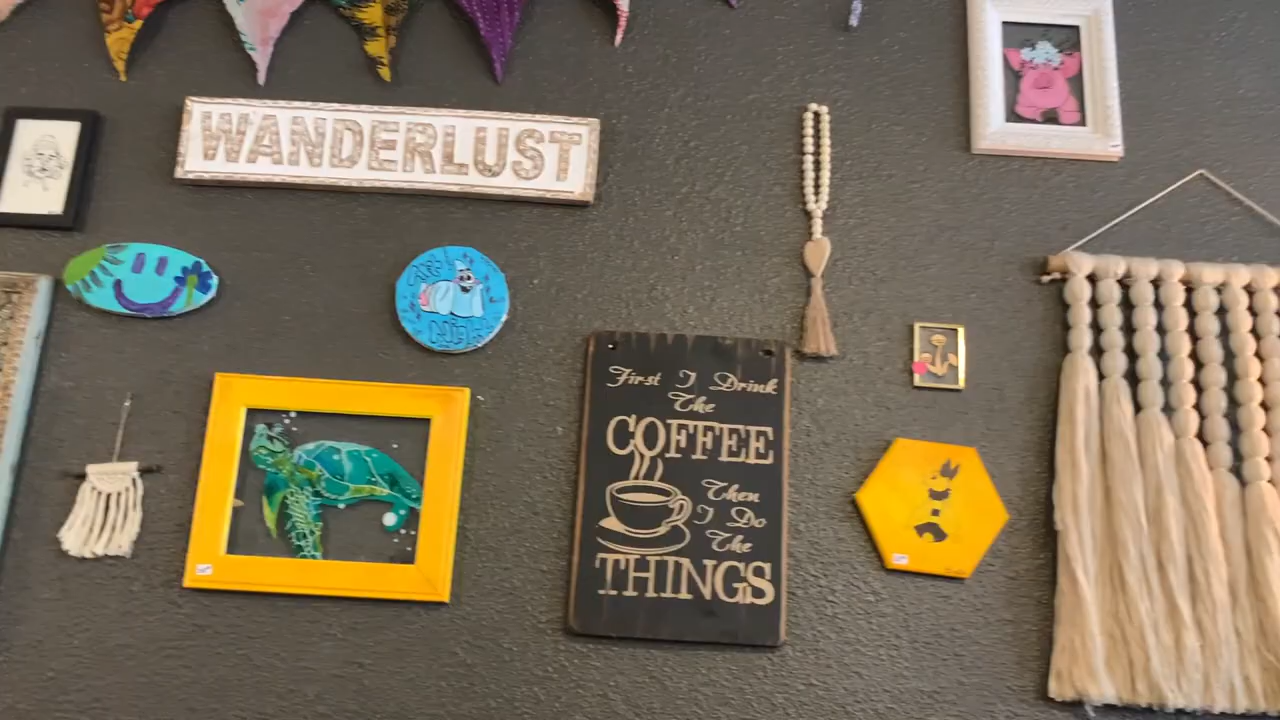 WANDERLUST
First I Drink
The
COFFEE
Then
I Do
The
THINGS